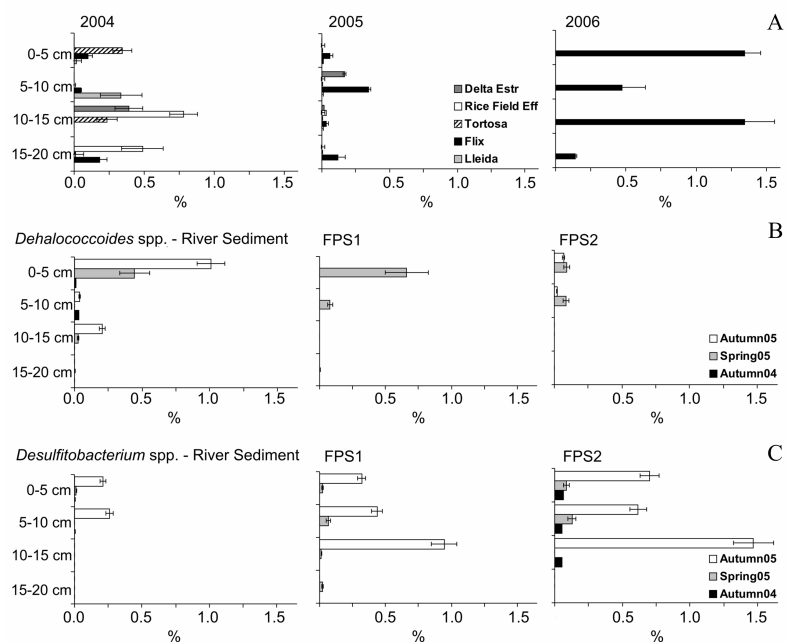 2004
2005
2006
A
0-5 cm
5-10 cm
10-15 cm
15-20 cm
Delta Estr
Rice Field Eff
Tortosa
Flix
Lleida
0.0 0.5 1.0 1.5
0.5 1.0 1.5
0.5 1.0 1.5
% % %
Dehalococcoides spp. - River Sediment
FPS1
FPS2
B
0-5 cm
5-10 cm
10-15 cm
15-20 cm
Autumn05
Spring05
Autumn04
0.0 0.5 1.0 1.5
0.5 1.0 1.5
0.5 1.0 1.5
% % %
Desulfitobacterium spp. - River Sediment
FPS1
FPS2
C
0-5 cm
5-10 cm
10-15 cm
15-20 cm
Autumn05
Spring05
Autumn04
0.0 0.5 1.0 1.5
0.5 1.0 1.5
0.5 1.0 1.5
% % %